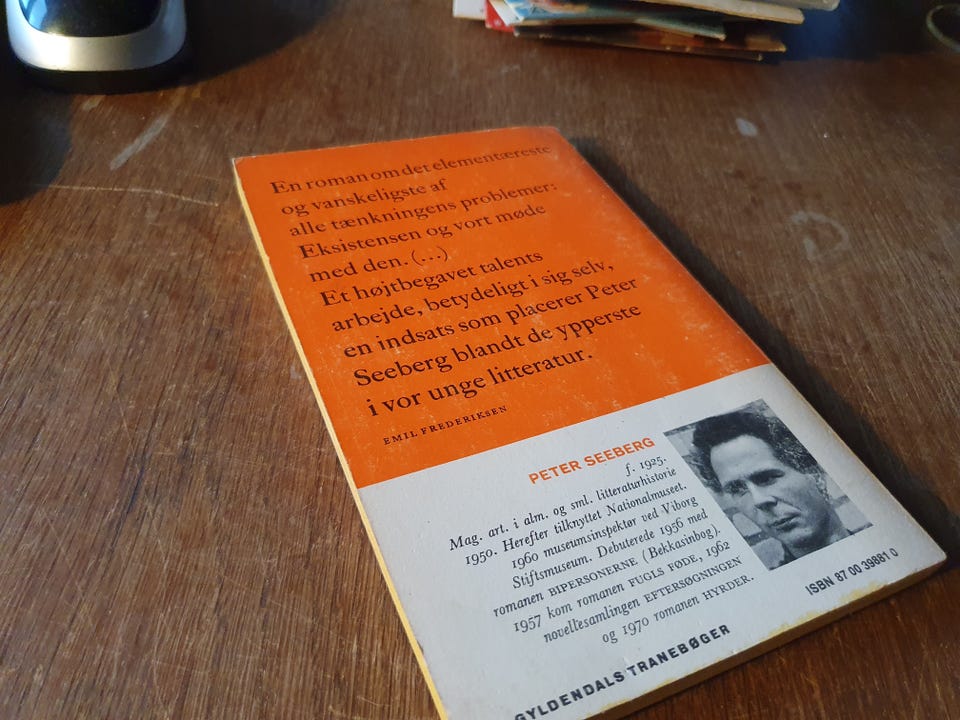 En roman om det elementæreste
og vanskeligste af
alle tænkningens problemer:
Eksistensen og vort møde
med den. (...)
Et højtbegavet talents
arbejde, betydeligt i sig selv,
en indsats som placerer Peter
Seeberg blandt de ypperste
i vor unge litteratur.
EMIL FREDERIKSEN
PETER SEEBERG
f. 1925.
Mag. art. i alm. og sml. litteraturhistorie
1950. Herefter tilknyttet Nationalmuseet.
1960 museumsinspektør ved Viborg
Stiftsmuseum. Debuterede 1956 med
romanen BIPERSONERNE (Bekkasinbog).
1957 kom romanen FUGLS FØDE, 1962
novellesamlingen EFTERSØGNINGEN
og 1970 romanen HYRDER.
ISBN 87 00 39881 0
GYLDENDALS TRANEBØGER